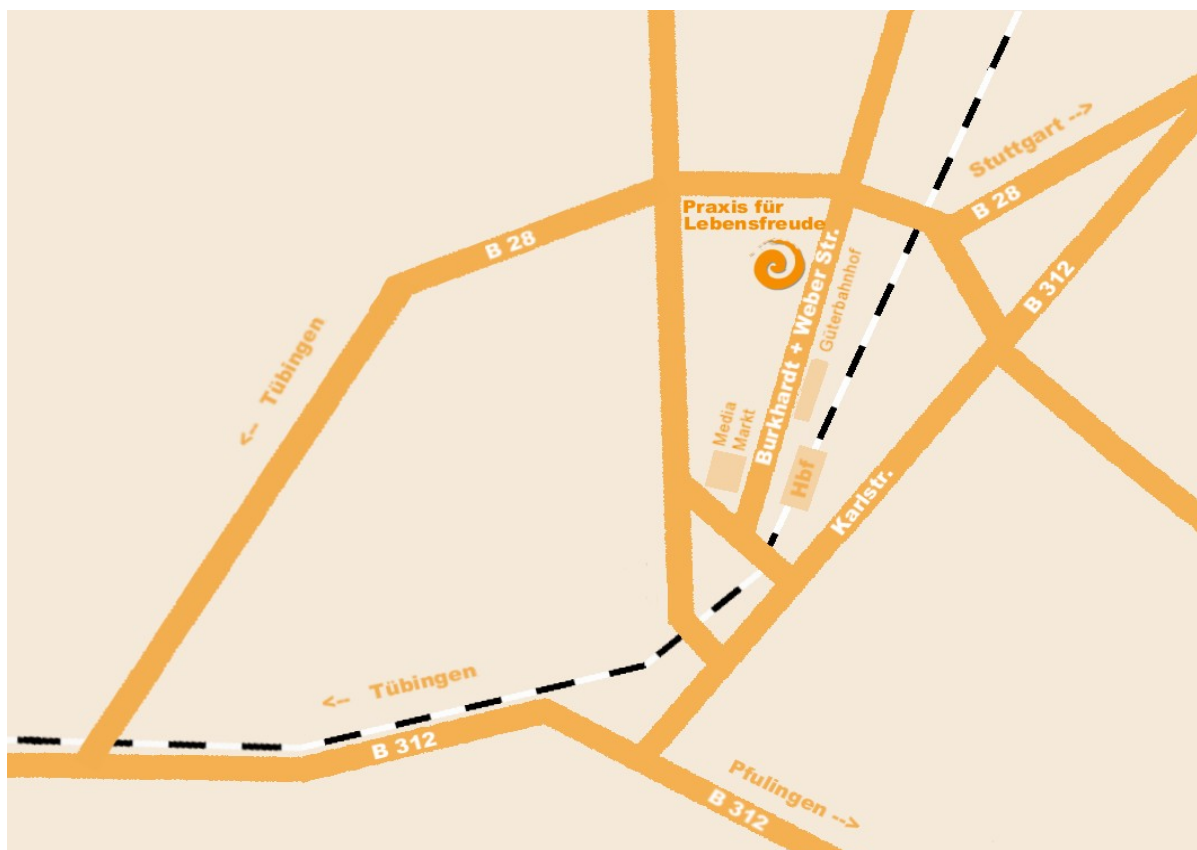 Stuttgart -->
B 28
Praxis für
Lebensfreude
B 28
Burkhardt + Weber Str.
Güterbahnhof
B 312
<-- Tübingen
Media
Markt
Hbf
Karlstr.
<-- Tübingen
B 312
Pfulingen -->
B 312